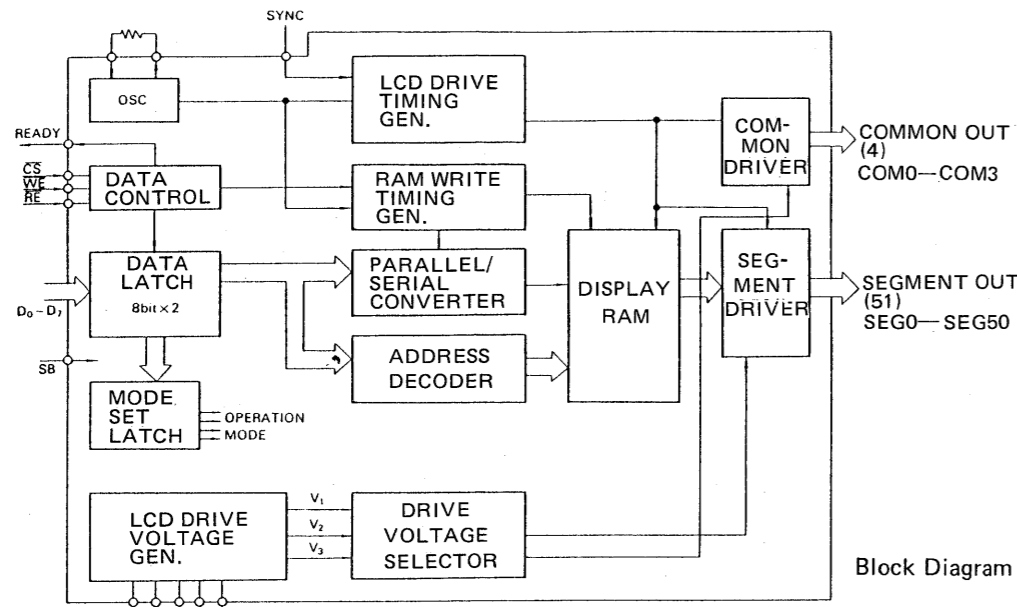 SYNC
OSC
LCD DRIVE
TIMING
GEN.
READY
CS
WE
RE
DATA
CONTROL
RAM WRITE
TIMING
GEN.
COM-
MON
DRIVER
COMMON OUT
(4)
COM0—COM3
DATA
LATCH
8bit×2
D₀–D₇
PARALLEL/
SERIAL
CONVERTER
DISPLAY
RAM
SEG-
MENT
DRIVER
SEGMENT OUT
(51)
SEG0—SEG50
SB
ADDRESS
DECODER
MODE
SET
LATCH
OPERATION
MODE
LCD DRIVE
VOLTAGE
GEN.
V₁
V₂
V₃
DRIVE
VOLTAGE
SELECTOR
Block Diagram